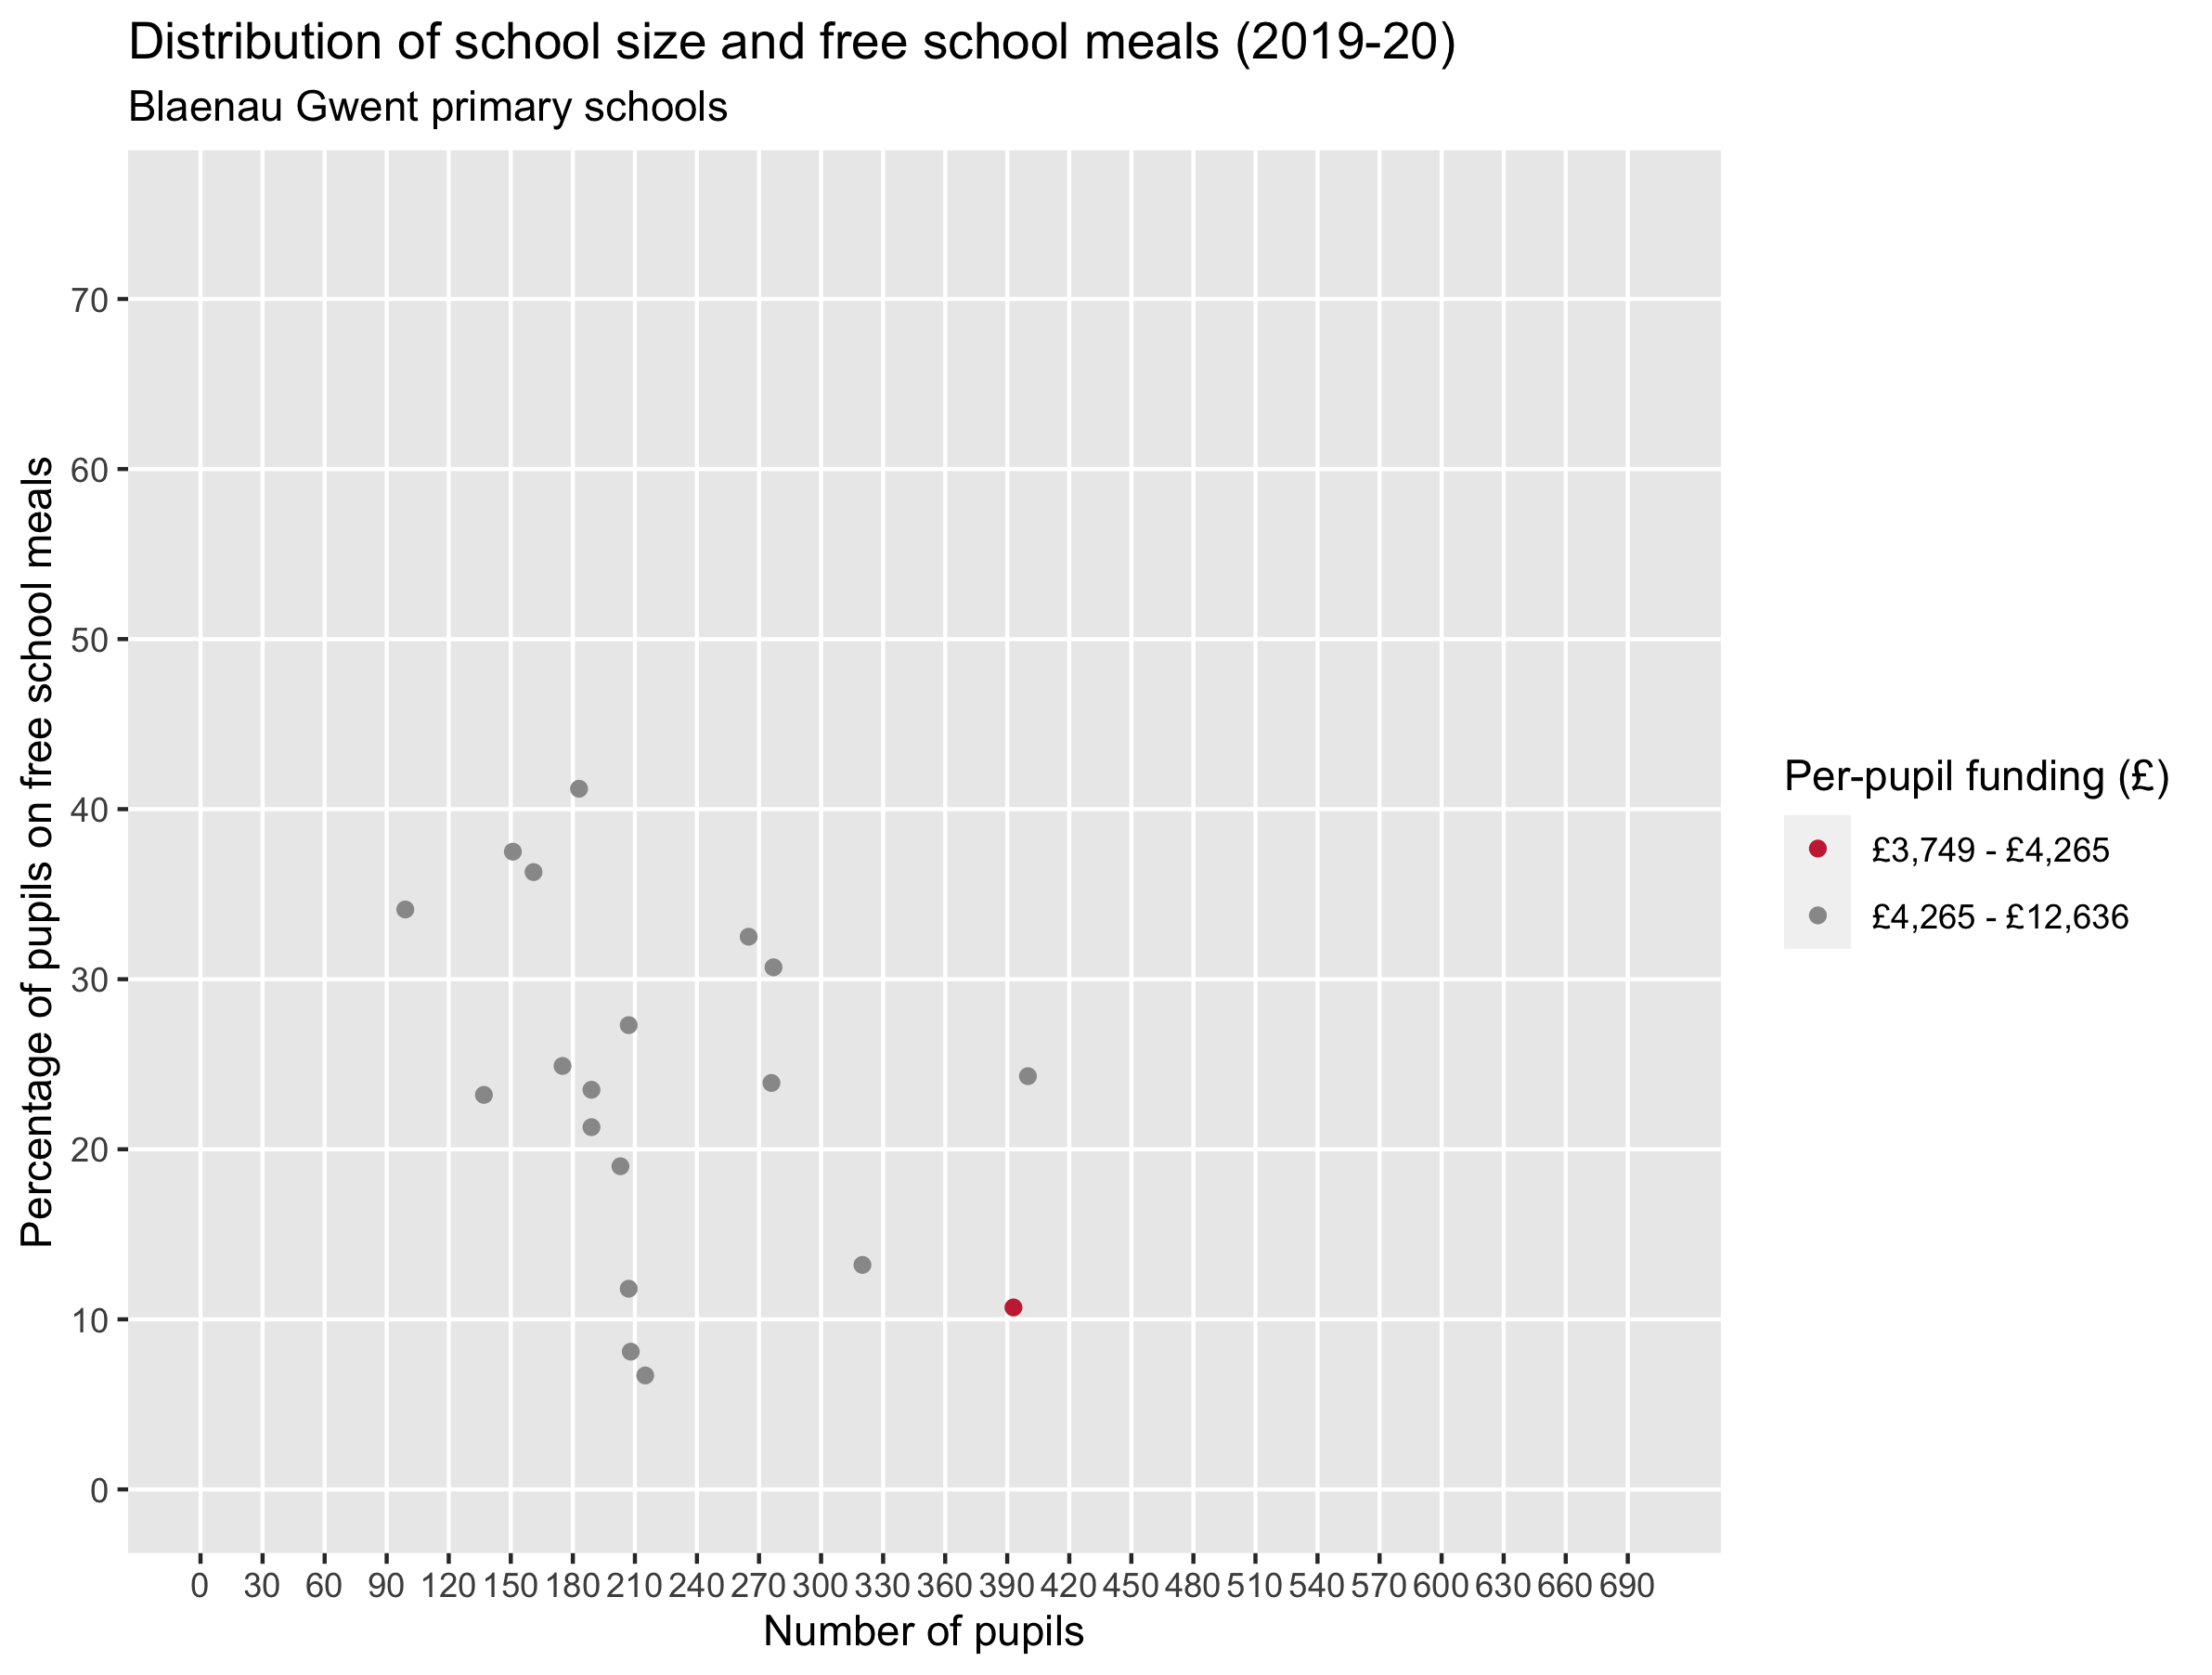 Distribution of school size and free school meals (2019-20)
Blaenau Gwent primary schools
Percentage of pupils on free school meals
70
60
50
40
30
20
10
0
0 30 60 90 120 150 180 210 240 270 300 330 360 390 420 450 480 510 540 570 600 630 660 690
Number of pupils
Per-pupil funding (£)
£3,749 - £4,265
£4,265 - £12,636